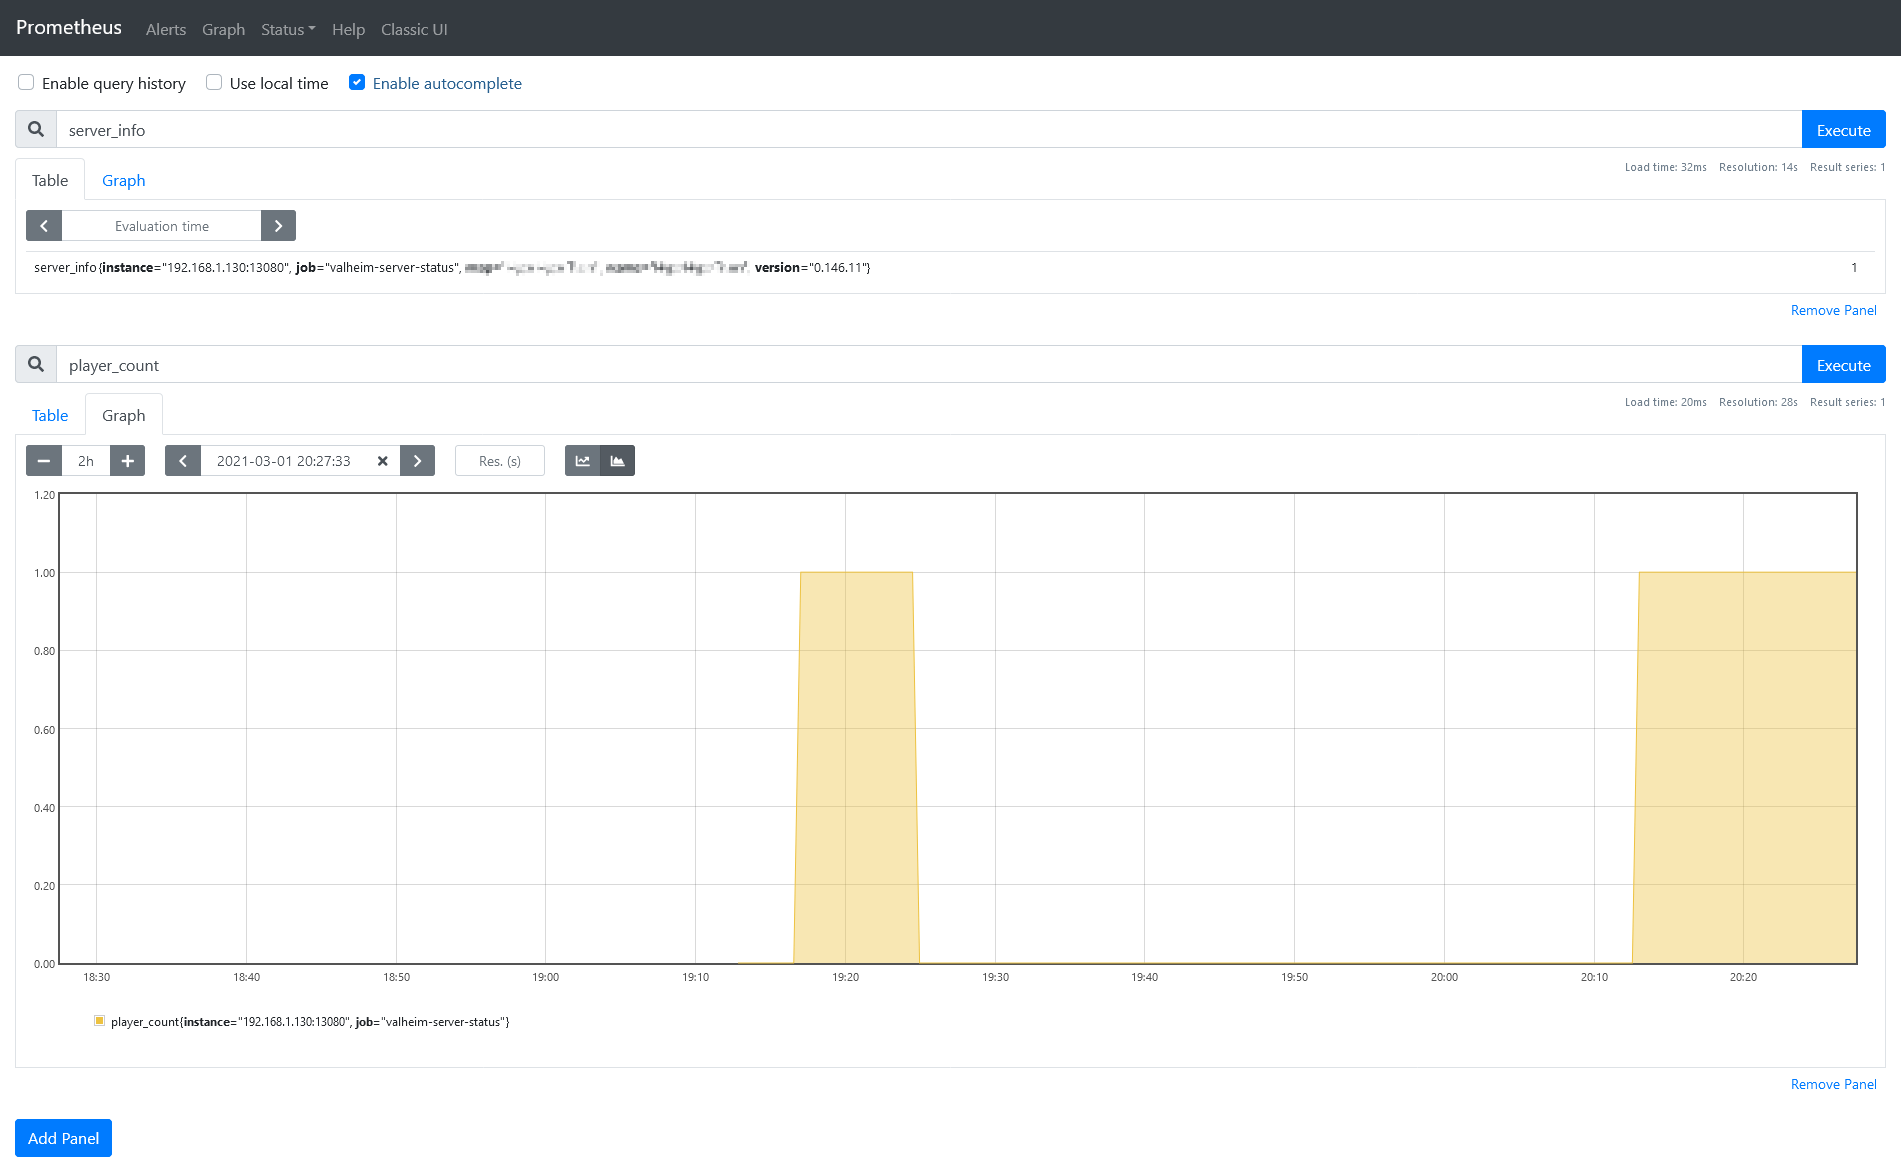 Prometheus Alerts Graph Status Help Classic UI
Enable query history Use local time Enable autocomplete
server_info Execute
Table Graph Load time: 32ms Resolution: 14s Result series: 1
Evaluation time
server_info{instance="192.168.1.130:13080", job="valheim-server-status", version="0.146.11"} 1
Remove Panel
player_count Execute
Table Graph Load time: 20ms Resolution: 28s Result series: 1
2h 2021-03-01 20:27:33 Res. (s)
1.20
1.00
0.80
0.60
0.40
0.20
0.00
18:30 18:40 18:50 19:00 19:10 19:20 19:30 19:40 19:50 20:00 20:10 20:20
player_count{instance="192.168.1.130:13080", job="valheim-server-status"}
Remove Panel
Add Panel